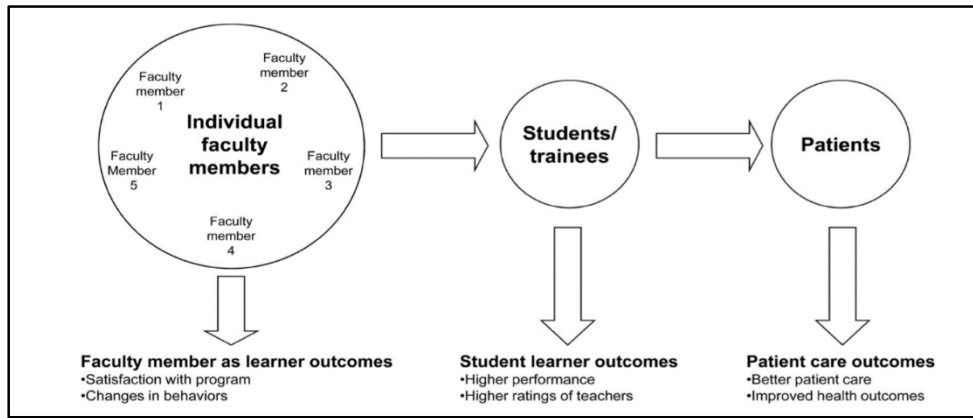 Faculty
member
1
Faculty
member
2
Individual
faculty
members
Faculty
Member
5
Faculty
member
3
Faculty
member
4
Students/
trainees
Patients
Faculty member as learner outcomes
•Satisfaction with program
•Changes in behaviors
Student learner outcomes
•Higher performance
•Higher ratings of teachers
Patient care outcomes
•Better patient care
•Improved health outcomes